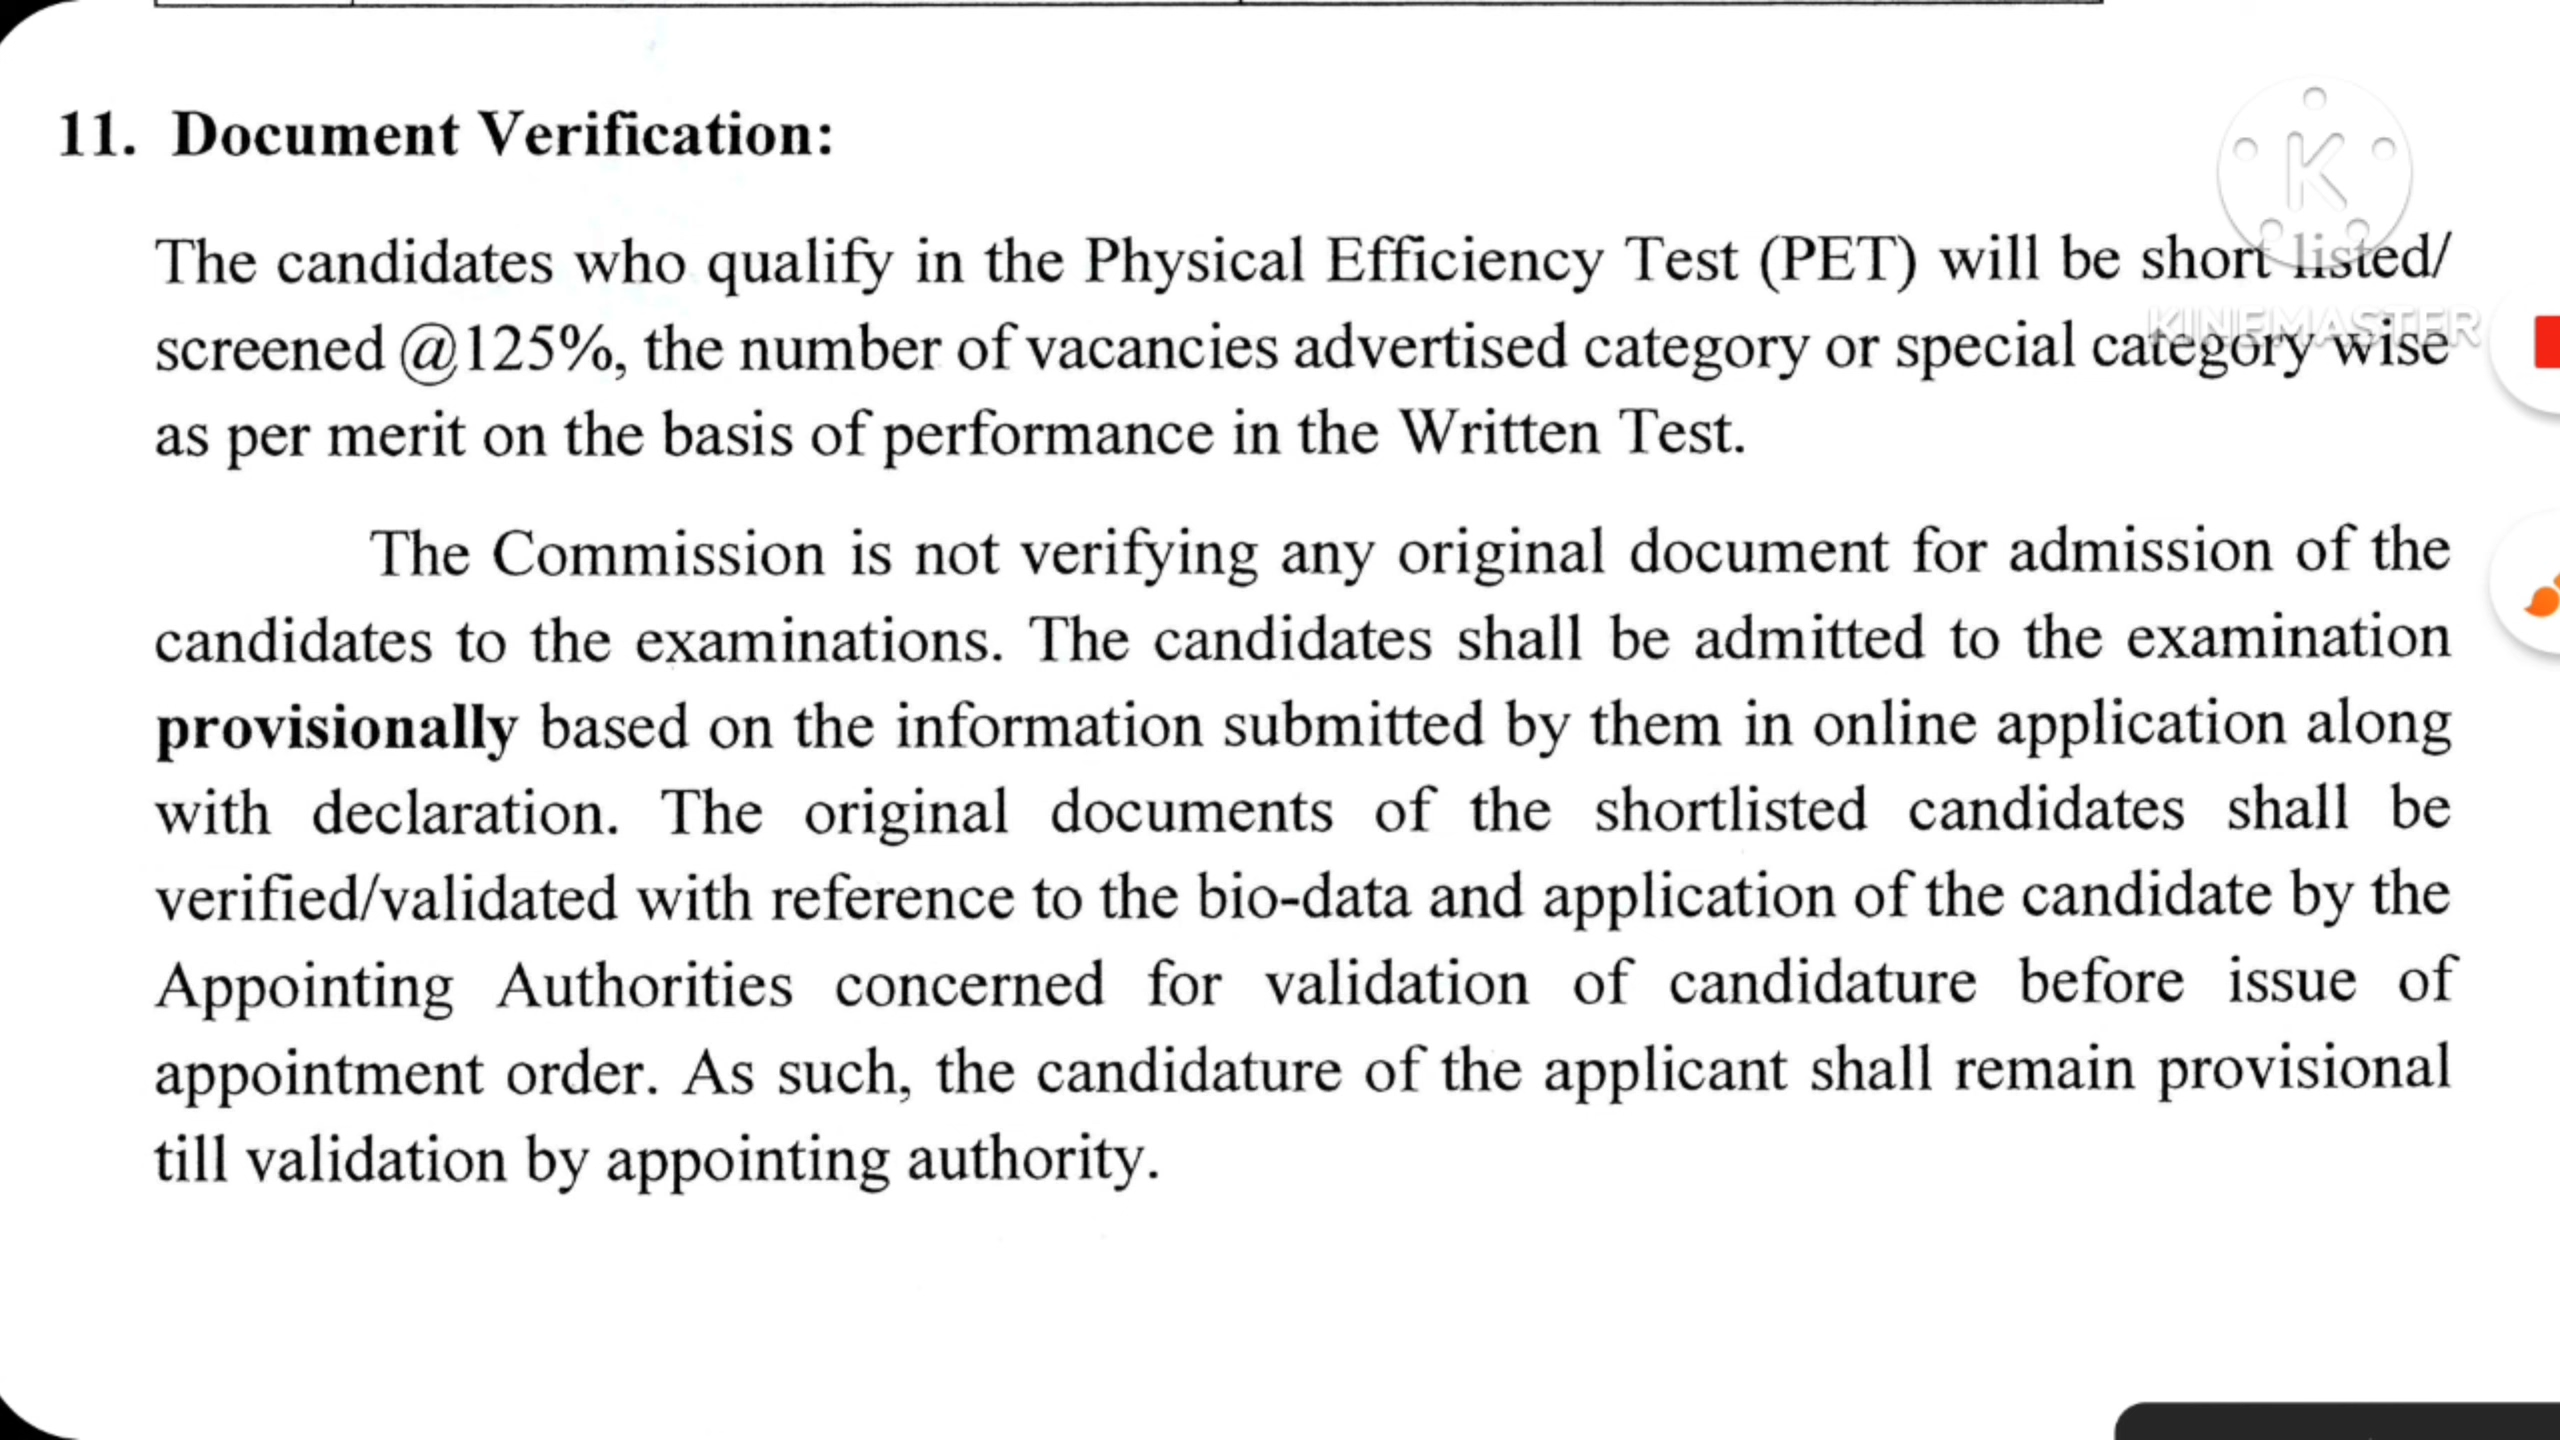 11. Document Verification:
The candidates who qualify in the Physical Efficiency Test (PET) will be short listed/
screened @125%, the number of vacancies advertised category or special category wise
as per merit on the basis of performance in the Written Test.
The Commission is not verifying any original document for admission of the
candidates to the examinations. The candidates shall be admitted to the examination
provisionally based on the information submitted by them in online application along
with declaration. The original documents of the shortlisted candidates shall be
verified/validated with reference to the bio-data and application of the candidate by the
Appointing Authorities concerned for validation of candidature before issue of
appointment order. As such, the candidature of the applicant shall remain provisional
till validation by appointing authority.
K
KINEMASTER